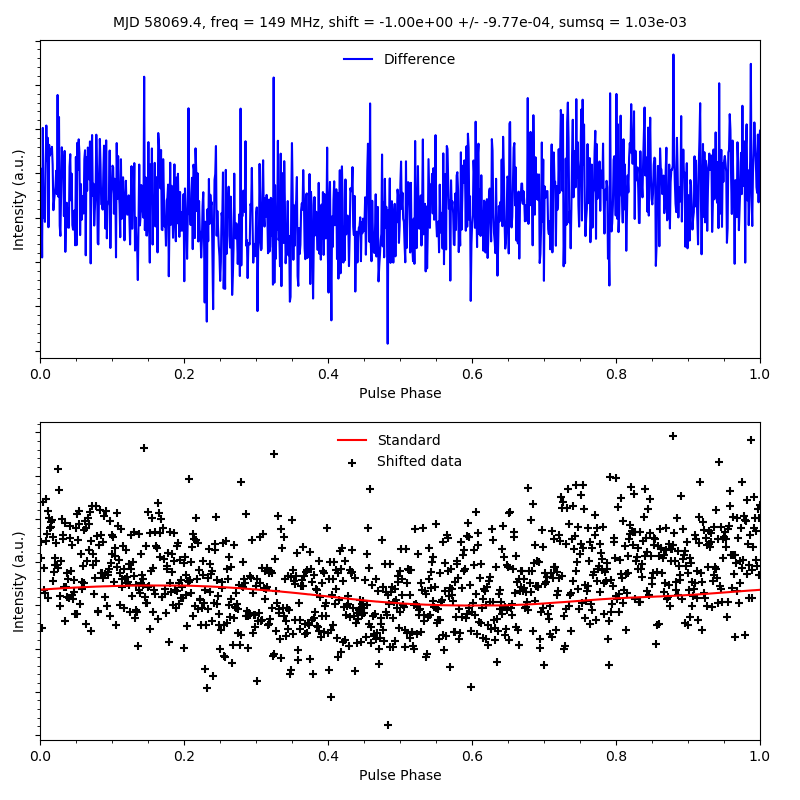 MJD 58069.4, freq = 149 MHz, shift = -1.00e+00 +/- -9.77e-04, sumsq = 1.03e-03
Difference
Intensity (a.u.)
0.0 0.2 0.4 0.6 0.8 1.0
Pulse Phase
Standard
Shifted data
Intensity (a.u.)
0.0 0.2 0.4 0.6 0.8 1.0
Pulse Phase